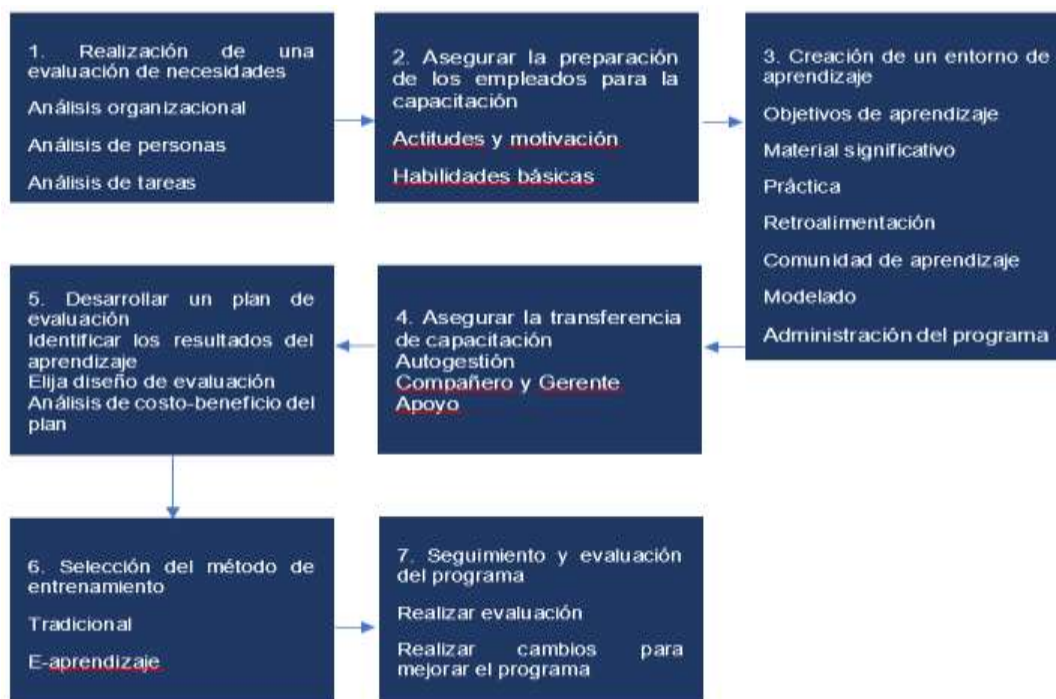 1. Realización de una
evaluación de necesidades
Análisis organizacional
Análisis de personas
Análisis de tareas
2. Asegurar la preparación
de los empleados para la
capacitación
Actitudes y motivación
Habilidades básicas
3. Creación de un entorno de
aprendizaje
Objetivos de aprendizaje
Material significativo
Práctica
Retroalimentación
Comunidad de aprendizaje
Modelado
Administración del programa
4. Asegurar la transferencia
de capacitación
Autogestión
Compañero y Gerente
Apoyo
5. Desarrollar un plan de
evaluación
Identificar los resultados del
aprendizaje
Elija diseño de evaluación
Análisis de costo-beneficio del
plan
6. Selección del método de
entrenamiento
Tradicional
E-aprendizaje
7. Seguimiento y evaluación
del programa
Realizar evaluación
Realizar cambios para
mejorar el programa